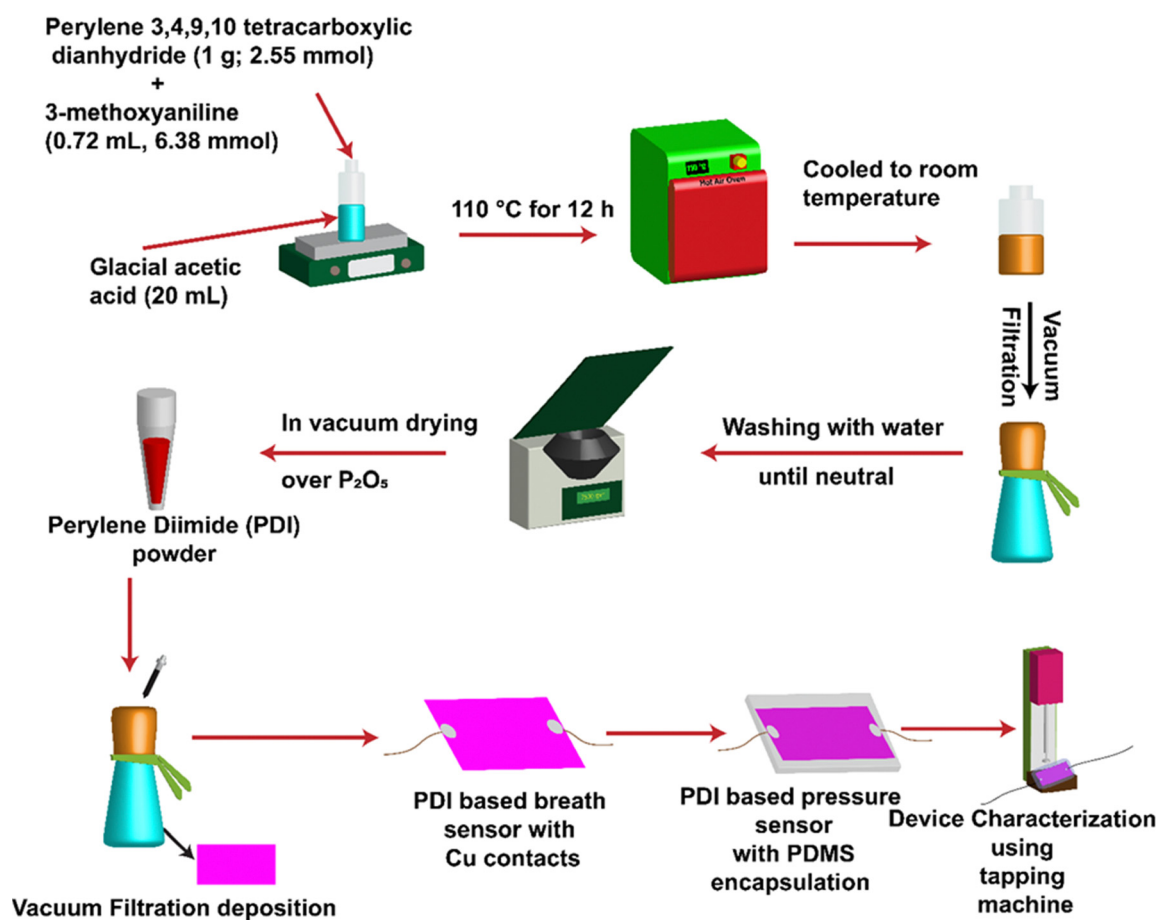 Perylene 3,4,9,10 tetracarboxylic
dianhydride (1 g; 2.55 mmol)
+
3-methoxyaniline
(0.72 mL, 6.38 mmol)
Glacial acetic
acid (20 mL)
110 °C for 12 h
110 °C
Hot Air Oven
Cooled to room
temperature
Vacuum
Filtration
Washing with water
until neutral
In vacuum drying
over P₂O₅
Perylene Diimide (PDI)
powder
Vacuum Filtration deposition
PDI based breath
sensor with
Cu contacts
PDI based pressure
sensor
with PDMS
encapsulation
Device Characterization
using
tapping
machine